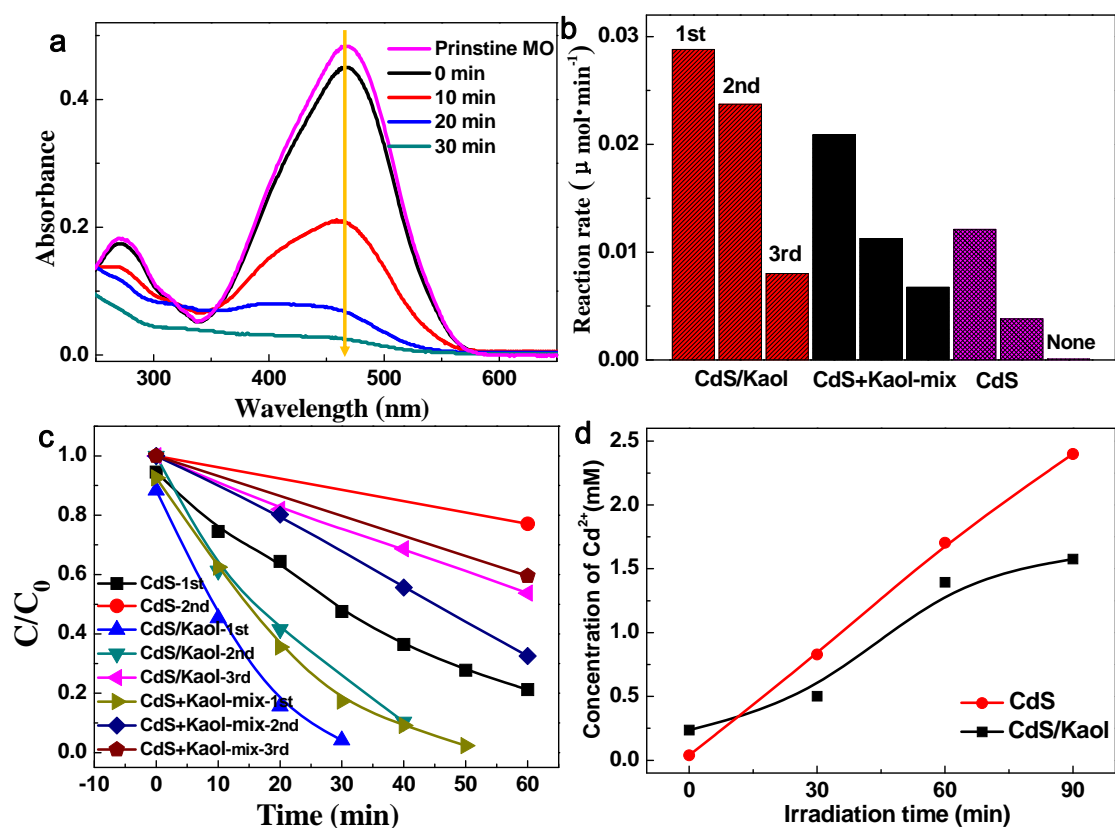 a
Prinstine MO
0 min
10 min
20 min
30 min
0.4
0.2
0.0
Absorbance
300 400 500 600
Wavelength (nm)
b
1st
2nd
3rd
None
0.03
0.02
0.01
0.00
Reaction rate ( μ mol·min⁻¹)
CdS/Kaol CdS+Kaol-mix CdS
c
1.0
0.8
0.6
0.4
0.2
0.0
C/C₀
CdS-1st
CdS-2nd
CdS/Kaol-1st
CdS/Kaol-2nd
CdS/Kaol-3rd
CdS+Kaol-mix-1st
CdS+Kaol-mix-2nd
CdS+Kaol-mix-3rd
-10 0 10 20 30 40 50 60
Time (min)
d
2.5
2.0
1.5
1.0
0.5
0.0
Concentration of Cd²⁺(mM)
CdS
CdS/Kaol
0 30 60 90
Irradiation time (min)